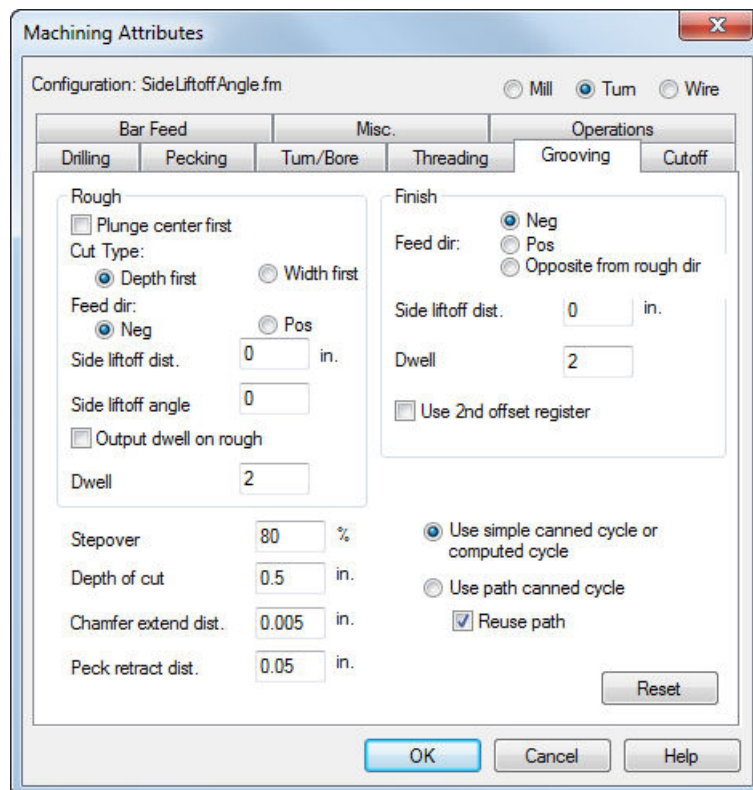 Machining Attributes
Configuration: SideLiftoffAngle.fm
Mill Turn Wire
Bar Feed Misc. Operations
Drilling Pecking Turn/Bore Threading Grooving Cutoff
Rough
Plunge center first
Cut Type:
Depth first Width first
Feed dir:
Neg Pos
Side liftoff dist. 0 in.
Side liftoff angle 0
Output dwell on rough
Dwell 2
Finish
Feed dir:
Neg
Pos
Opposite from rough dir
Side liftoff dist. 0 in.
Dwell 2
Use 2nd offset register
Stepover 80 %
Depth of cut 0.5 in.
Chamfer extend dist. 0.005 in.
Peck retract dist. 0.05 in.
Use simple canned cycle or
computed cycle
Use path canned cycle
Reuse path
Reset
OK Cancel Help